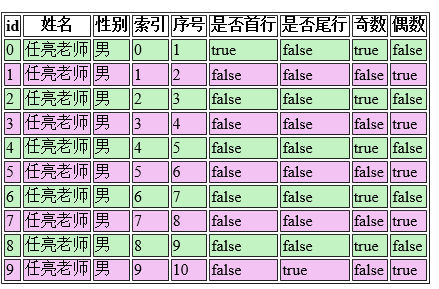 id 姓名 性别 索引 序号 是否首行 是否尾行 奇数 偶数
0 任亮老师 男 0 1 true false true false
1 任亮老师 男 1 2 false false false true
2 任亮老师 男 2 3 false false true false
3 任亮老师 男 3 4 false false false true
4 任亮老师 男 4 5 false false true false
5 任亮老师 男 5 6 false false false true
6 任亮老师 男 6 7 false false true false
7 任亮老师 男 7 8 false false false true
8 任亮老师 男 8 9 false false true false
9 任亮老师 男 9 10 false true false true